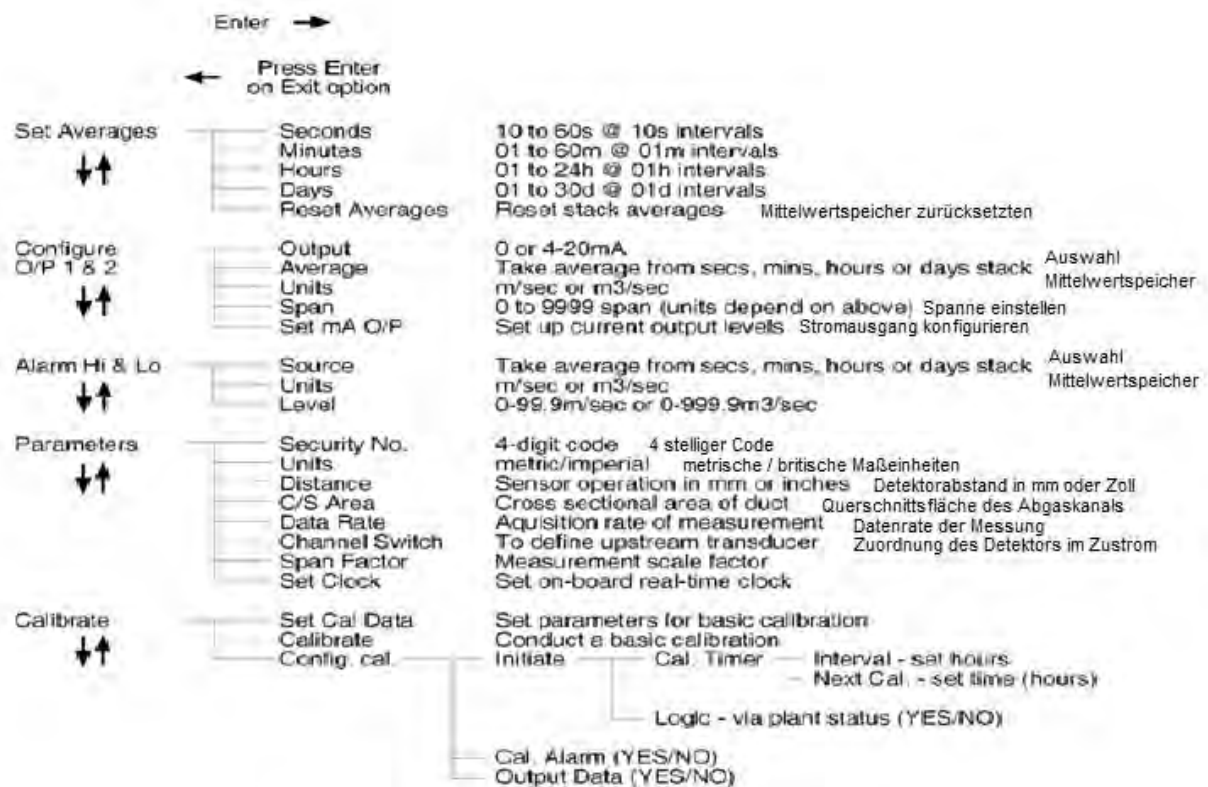 Enter
Press Enter
on Exit option
Set Averages
Seconds 10 to 60s @ 10s intervals
Minutes 01 to 60m @ 01m intervals
Hours 01 to 24h @ 01h intervals
Days 01 to 30d @ 01d intervals
Reset Averages Reset stack averages Mittelwertspeicher zurücksetzten
Configure
O/P 1 & 2
Output 0 or 4-20mA
Average Take average from secs, mins, hours or days stack Auswahl
Mittelwertspeicher
Units m/sec or m3/sec
Span 0 to 9999 span (units depend on above) Spanne einstellen
Set mA O/P Set up current output levels Stromausgang konfigurieren
Alarm Hi & Lo
Source Take average from secs, mins, hours or days stack Auswahl
Mittelwertspeicher
Units m/sec or m3/sec
Level 0-99.9m/sec or 0-999.9m3/sec
Parameters
Security No. 4-digit code 4 stelliger Code
Units metric/imperial metrische / britische Maßeinheiten
Distance Sensor operation in mm or inches Detektorabstand in mm oder Zoll
C/S Area Cross sectional area of duct Querschnittsfläche des Abgaskanals
Data Rate Aquisition rate of measurement Datenrate der Messung
Channel Switch To define upstream transducer Zuordnung des Detektors im Zustrom
Span Factor Measurement scale factor
Set Clock Set on-board real-time clock
Calibrate
Set Cal Data Set parameters for basic calibration
Calibrate Conduct a basic calibration
Config. cal. Initiate Cal. Timer Interval - set hours
Next Cal. - set time (hours)
Logic - via plant status (YES/NO)
Cal. Alarm (YES/NO)
Output Data (YES/NO)